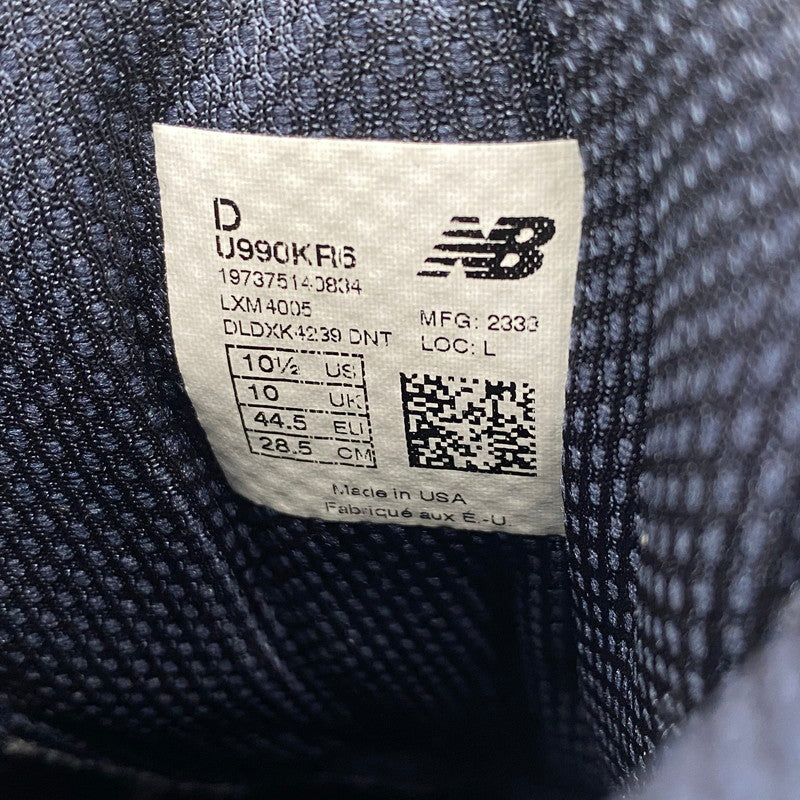 D
U990KR6
197375140834
LXM4005
DLDXK4239 DNT
NB
MFG: 2333
LOC: L
10½ US
10 UK
44.5 EU
28.5 CM
Made in USA
Fabriqué aux É.-U.